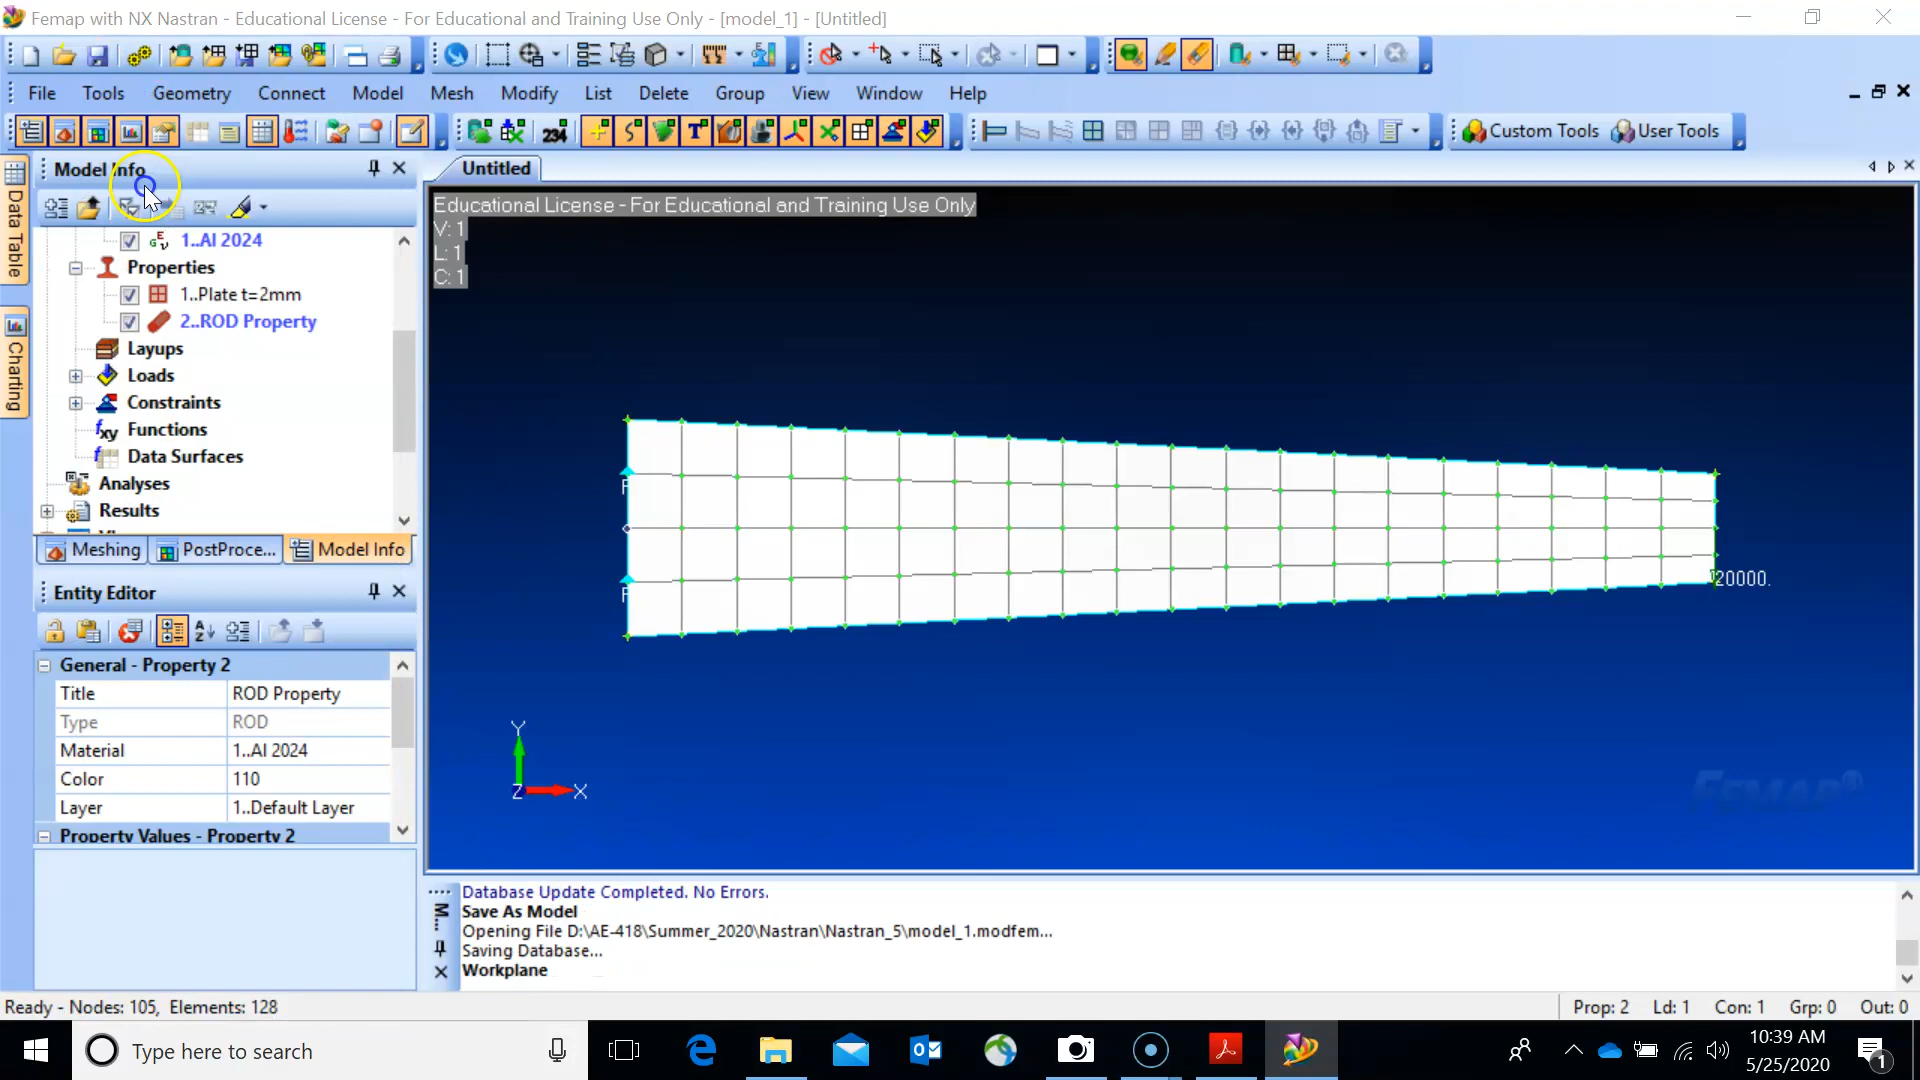 Femap with NX Nastran - Educational License - For Educational and Training Use Only - [model_1] - [Untitled]
File Tools Geometry Connect Model Mesh Modify List Delete Group View Window Help
234
Custom Tools User Tools
Data Table
Charting
Model Info
1..Al 2024
Properties
1..Plate t=2mm
2..ROD Property
Layups
Loads
Constraints
Functions
Data Surfaces
Analyses
Results
Meshing PostProce... Model Info
Entity Editor
General - Property 2
Title ROD Property
Type ROD
Material 1..Al 2024
Color 110
Layer 1..Default Layer
Property Values - Property 2
Untitled
Educational License - For Educational and Training Use Only
V: 1
L: 1
C: 1
F
F
20000.
Y
Z X
FEMAP
M...
Database Update Completed. No Errors.
Save As Model
Opening File D:\AE-418\Summer_2020\Nastran\Nastran_5\model_1.modfem...
Saving Database...
Workplane
Ready - Nodes: 105, Elements: 128
Prop: 2 Ld: 1 Con: 1 Grp: 0 Out: 0
Type here to search
10:39 AM
5/25/2020
1